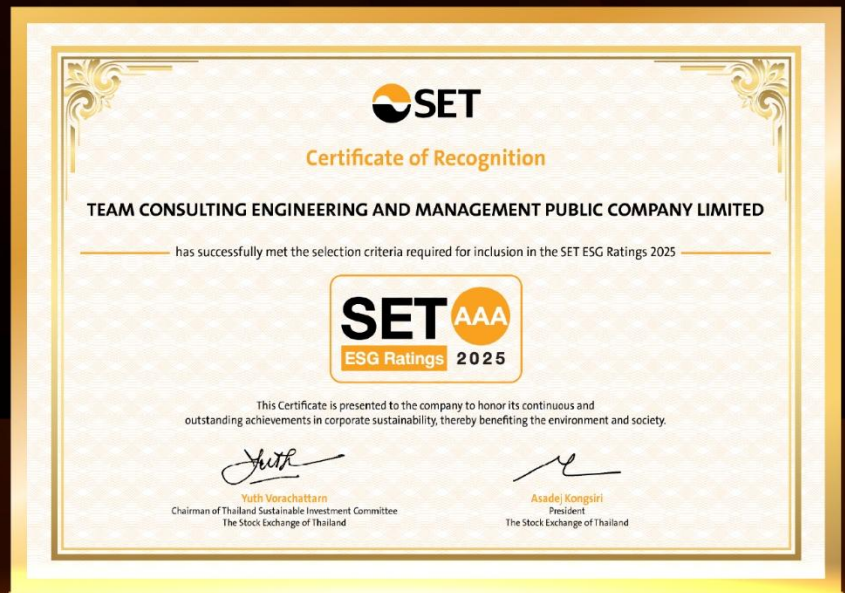 SET
Certificate of Recognition
TEAM CONSULTING ENGINEERING AND MANAGEMENT PUBLIC COMPANY LIMITED
has successfully met the selection criteria required for inclusion in the SET ESG Ratings 2025
SET AAA
ESG Ratings 2025
This Certificate is presented to the company to honor its continuous and
outstanding achievements in corporate sustainability, thereby benefiting the environment and society.
Yuth Vorachattarn
Chairman of Thailand Sustainable Investment Committee
The Stock Exchange of Thailand
Asadej Kongsiri
President
The Stock Exchange of Thailand